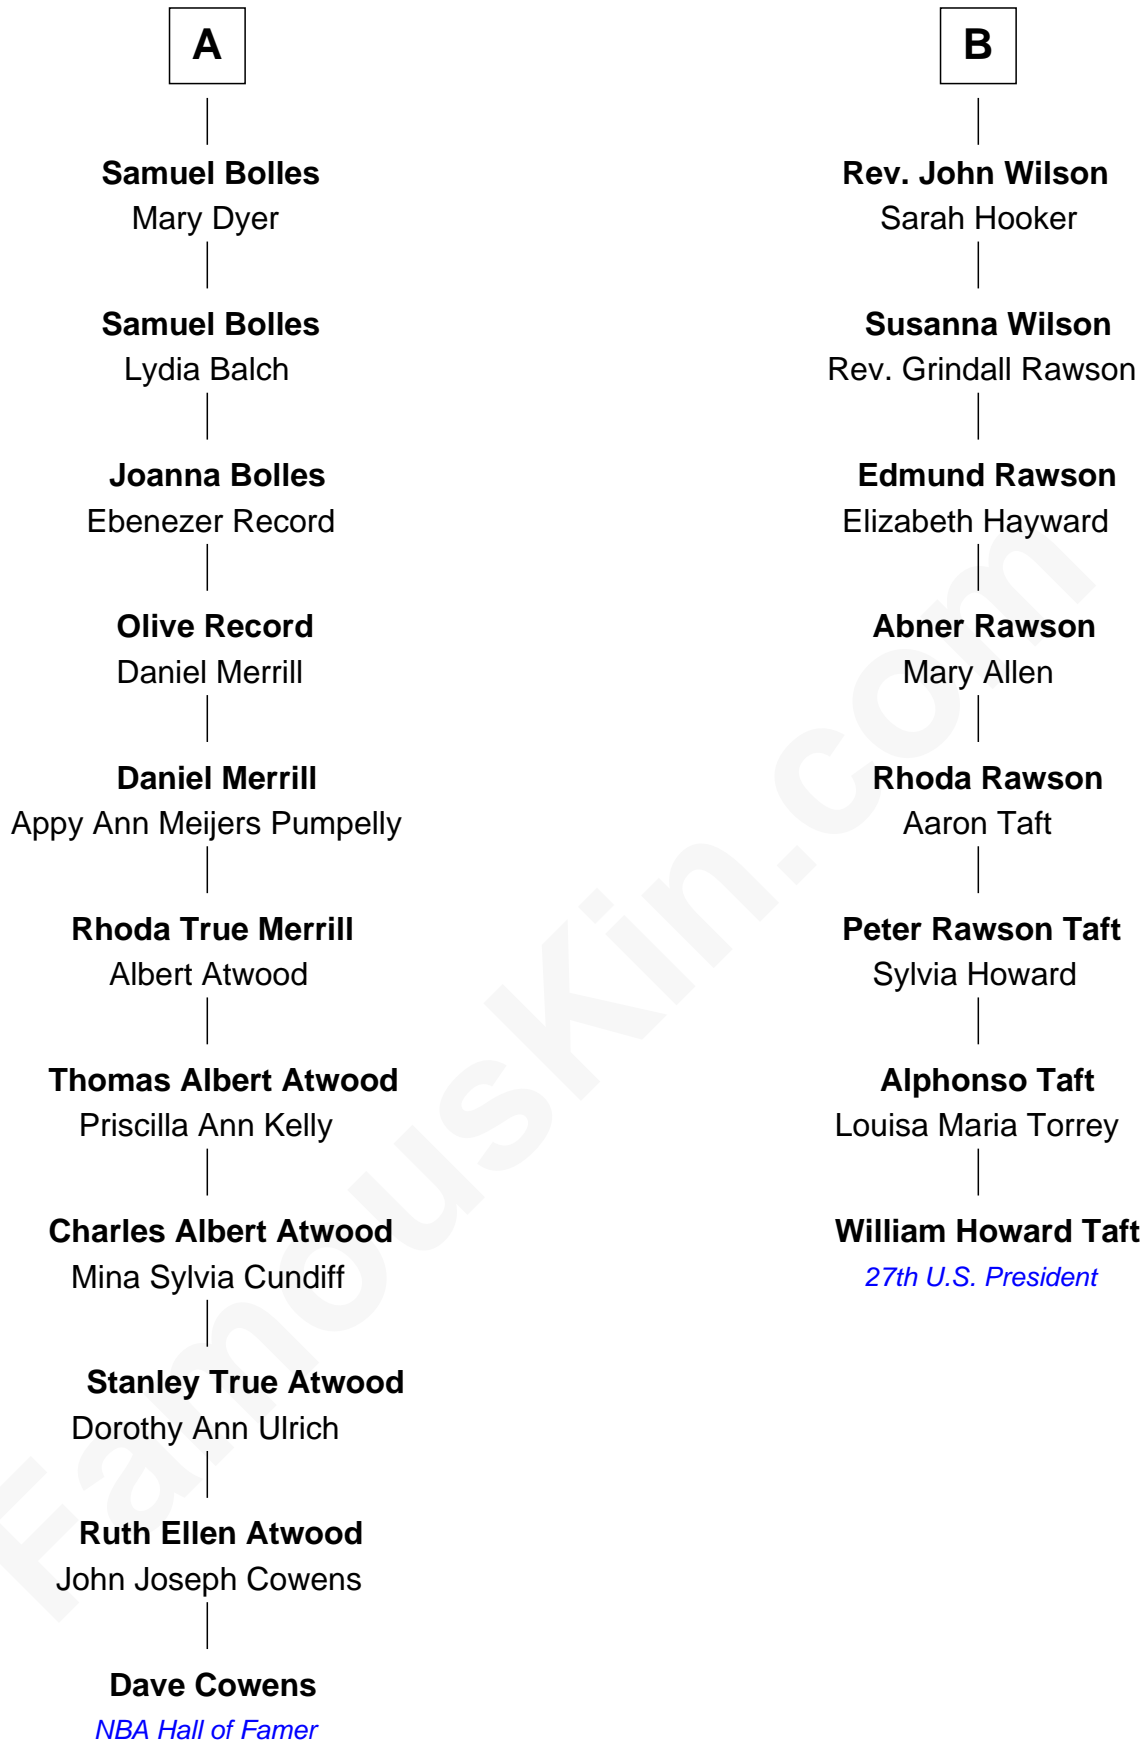 A
Samuel Bolles
Mary Dyer
Samuel Bolles
Lydia Balch
Joanna Bolles
Ebenezer Record
Olive Record
Daniel Merrill
Daniel Merrill
Appy Ann Meijers Pumpelly
Rhoda True Merrill
Albert Atwood
Thomas Albert Atwood
Priscilla Ann Kelly
Charles Albert Atwood
Mina Sylvia Cundiff
Stanley True Atwood
Dorothy Ann Ulrich
Ruth Ellen Atwood
John Joseph Cowens
Dave Cowens
NBA Hall of Famer
B
Rev. John Wilson
Sarah Hooker
Susanna Wilson
Rev. Grindall Rawson
Edmund Rawson
Elizabeth Hayward
Abner Rawson
Mary Allen
Rhoda Rawson
Aaron Taft
Peter Rawson Taft
Sylvia Howard
Alphonso Taft
Louisa Maria Torrey
William Howard Taft
27th U.S. President
FamousKin.com